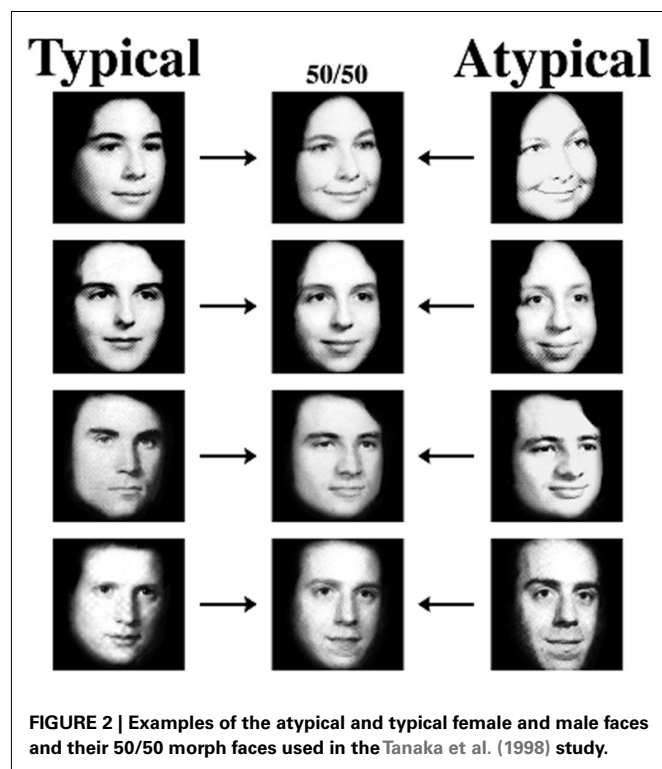 Typical 50/50 Atypical
FIGURE 2 | Examples of the atypical and typical female and male faces
and their 50/50 morph faces used in the Tanaka et al. (1998) study.